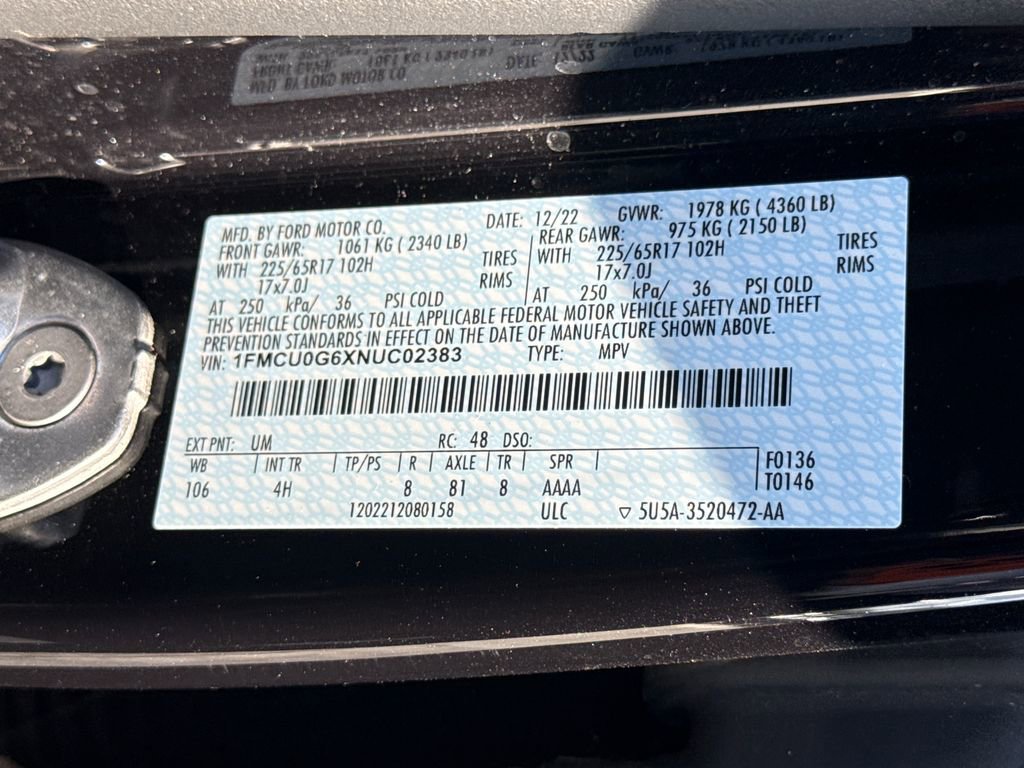 MFD. BY FORD MOTOR CO. DATE: 12/22 GVWR: 1978 KG ( 4360 LB)
FRONT GAWR: 1061 KG ( 2340 LB) REAR GAWR: 975 KG ( 2150 LB)
WITH 225/65R17 102H TIRES WITH 225/65R17 102H TIRES
17x7.0J RIMS 17x7.0J RIMS
AT 250 kPa/ 36 PSI COLD AT 250 kPa/ 36 PSI COLD
THIS VEHICLE CONFORMS TO ALL APPLICABLE FEDERAL MOTOR VEHICLE SAFETY AND THEFT
PREVENTION STANDARDS IN EFFECT ON THE DATE OF MANUFACTURE SHOWN ABOVE.
VIN: 1FMCU0G6XNUC02383 TYPE: MPV
EXT PNT: UM RC: 48 DSO:
WB INT TR TP/PS R AXLE TR SPR F0136
106 4H 8 81 8 AAAA T0146
1202212080158 ULC ▽ 5U5A-3520472-AA